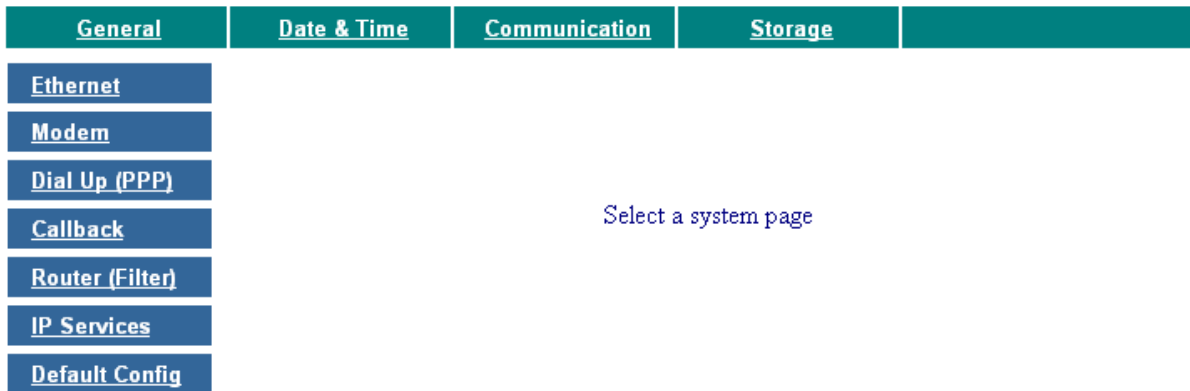 General Date & Time Communication Storage
Ethernet
Modem
Dial Up (PPP)
Callback
Router (Filter)
IP Services
Default Config
Select a system page